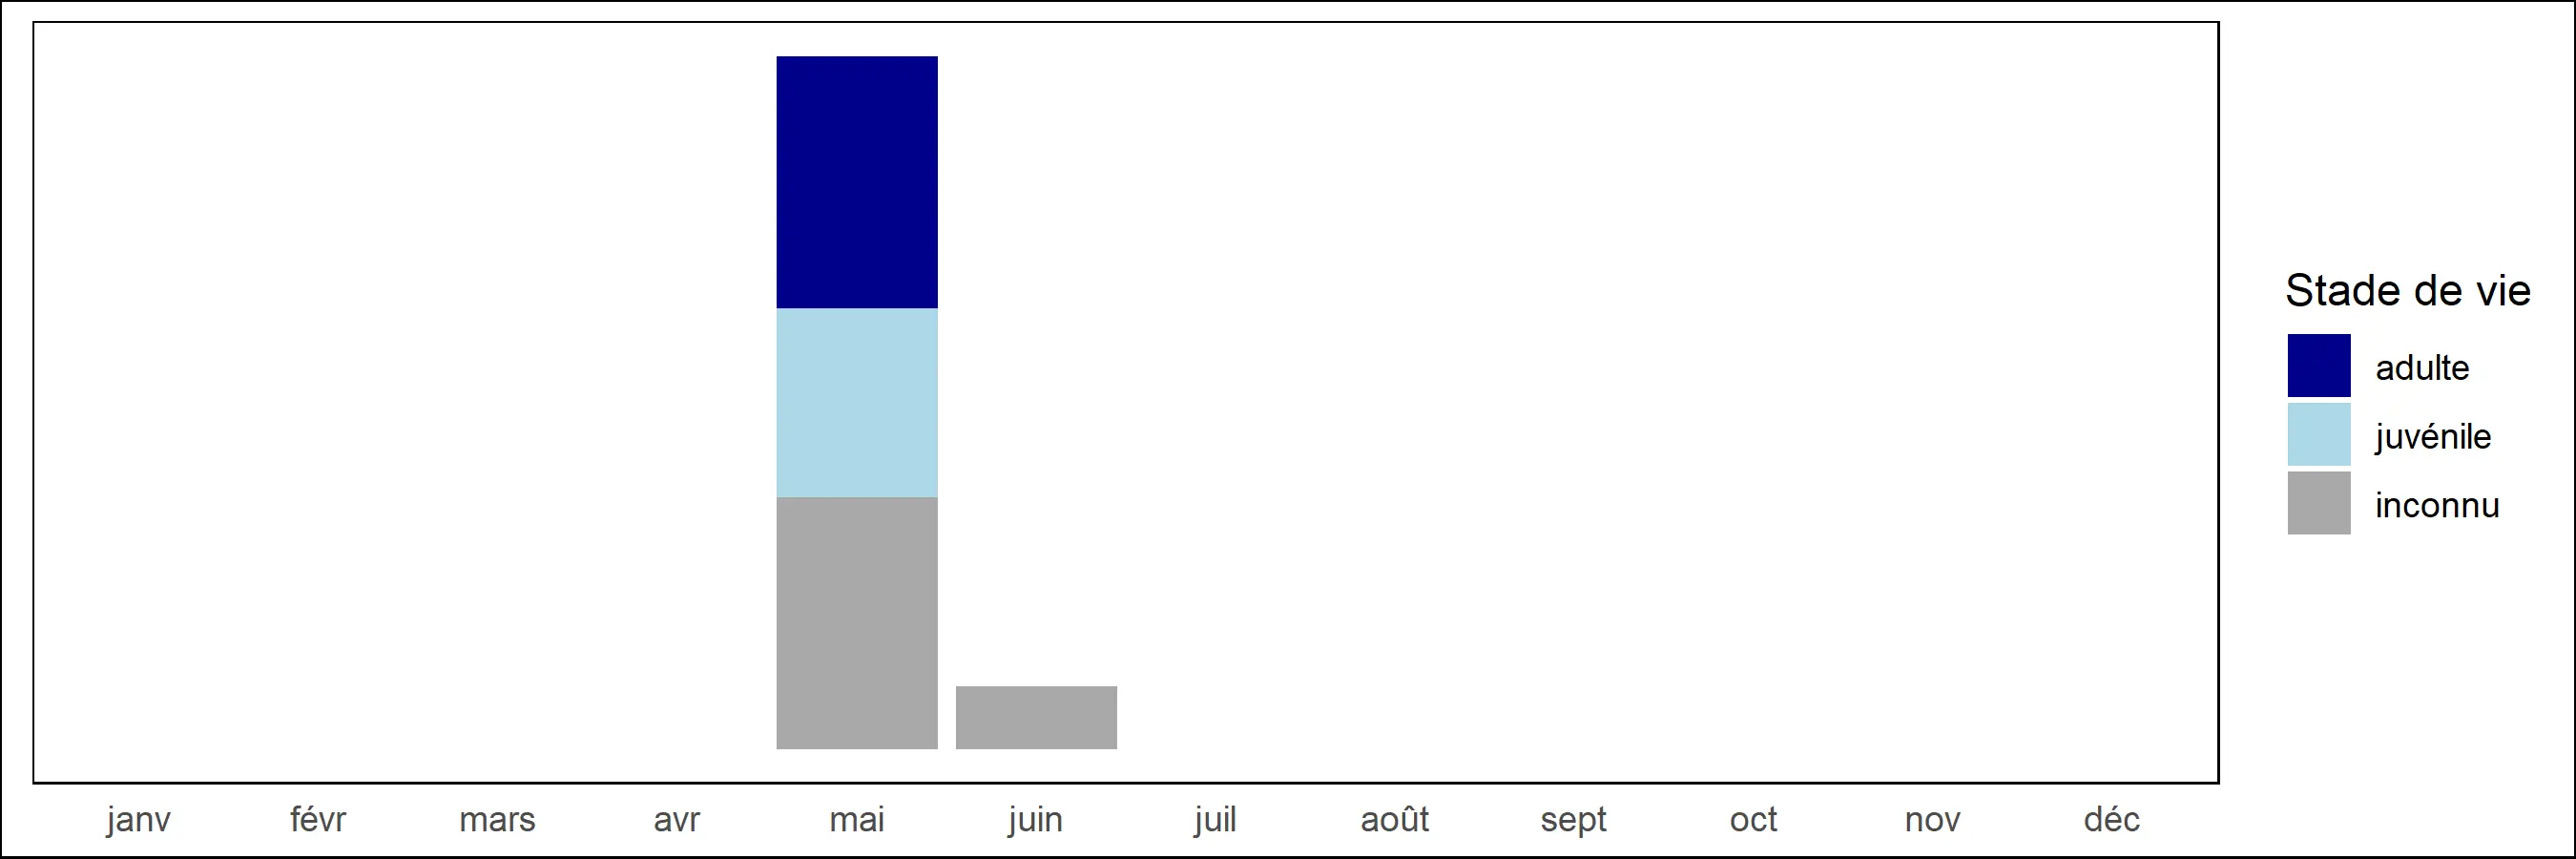 Stade de vie
adulte
juvénile
inconnu
janv févr mars avr mai juin juil août sept oct nov déc